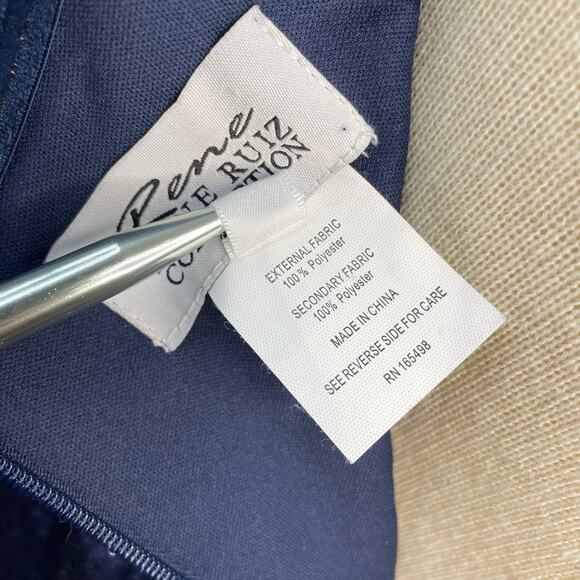 Rene
RUIZ
EXTERNAL FABRIC
100% Polyester
SECONDARY FABRIC
100% Polyester
MADE IN CHINA
SEE REVERSE SIDE FOR CARE
RN 165498